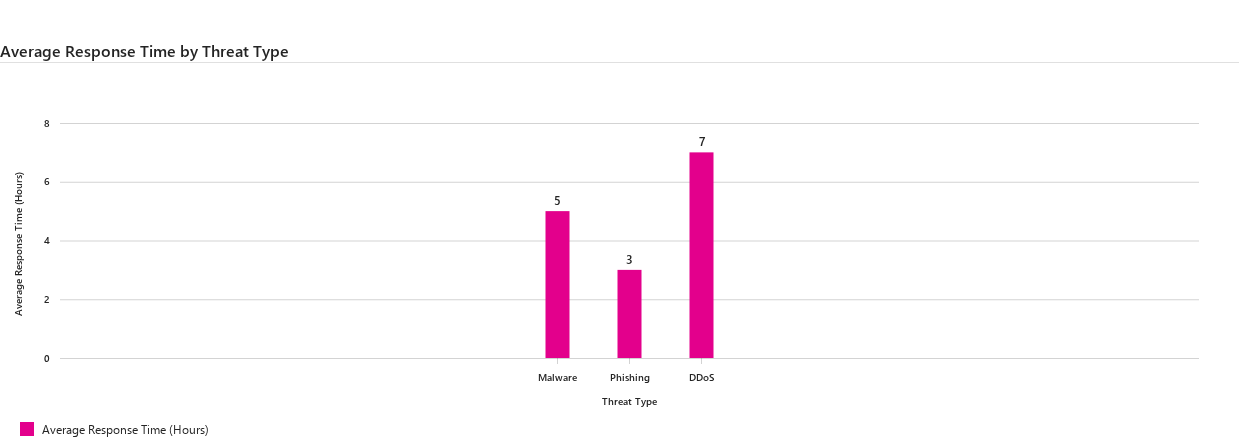 Average Response Time by Threat Type
8
7
6
5
4
3
2
0
Average Response Time (Hours)
Malware Phishing DDoS
Threat Type
Average Response Time (Hours)